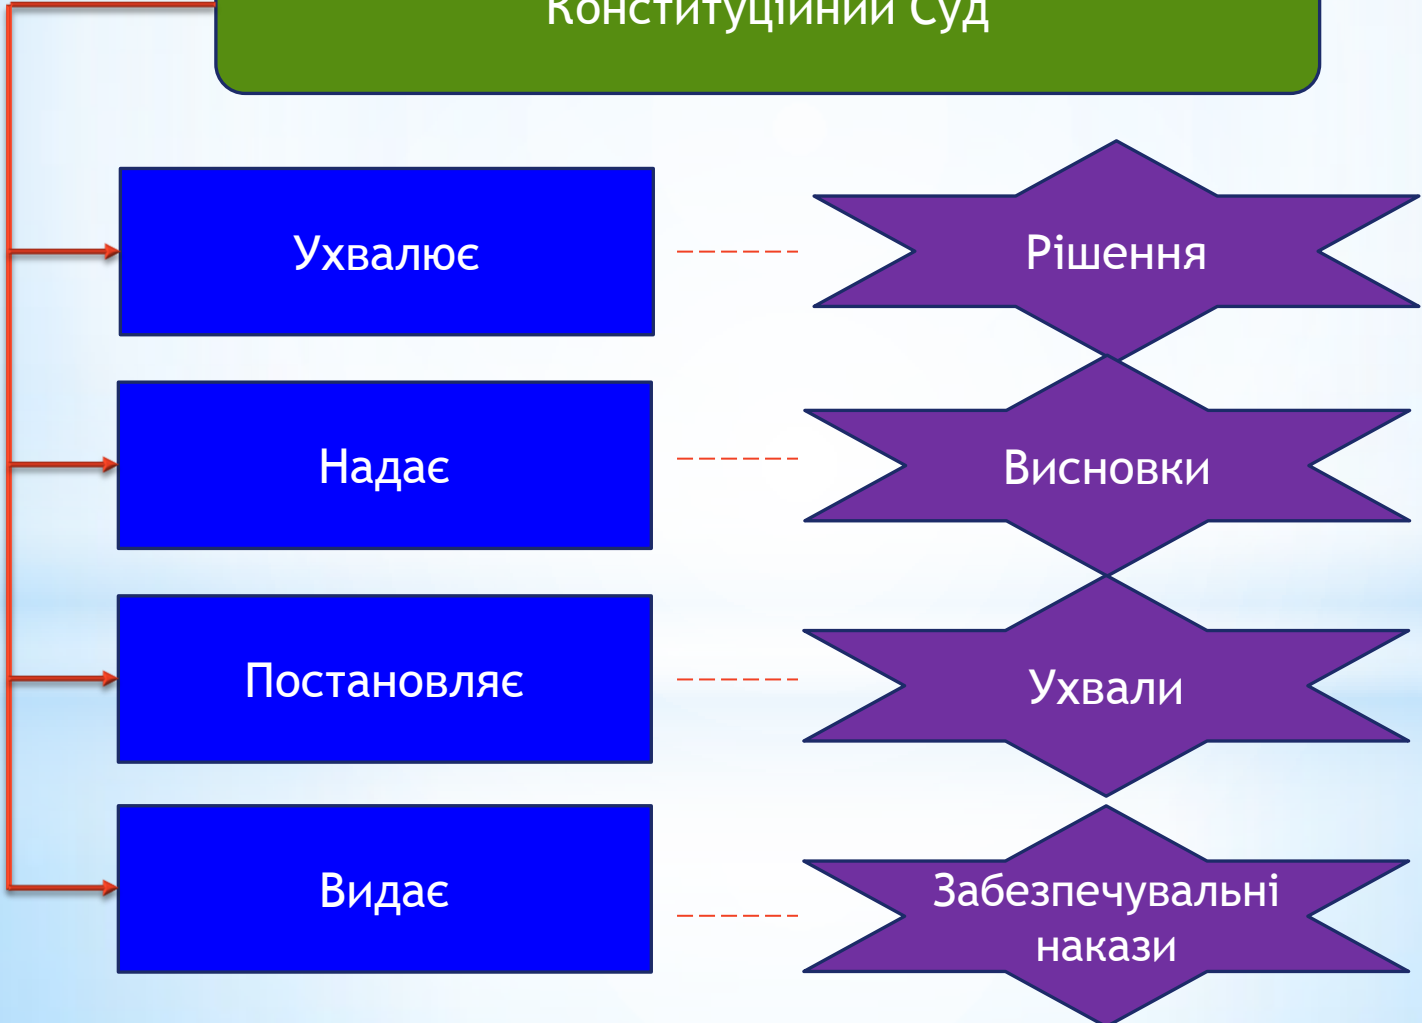 Конституційний Суд
Ухвалює
Рішення
Надає
Висновки
Постановляє
Ухвали
Видає
Забезпечувальні
накази